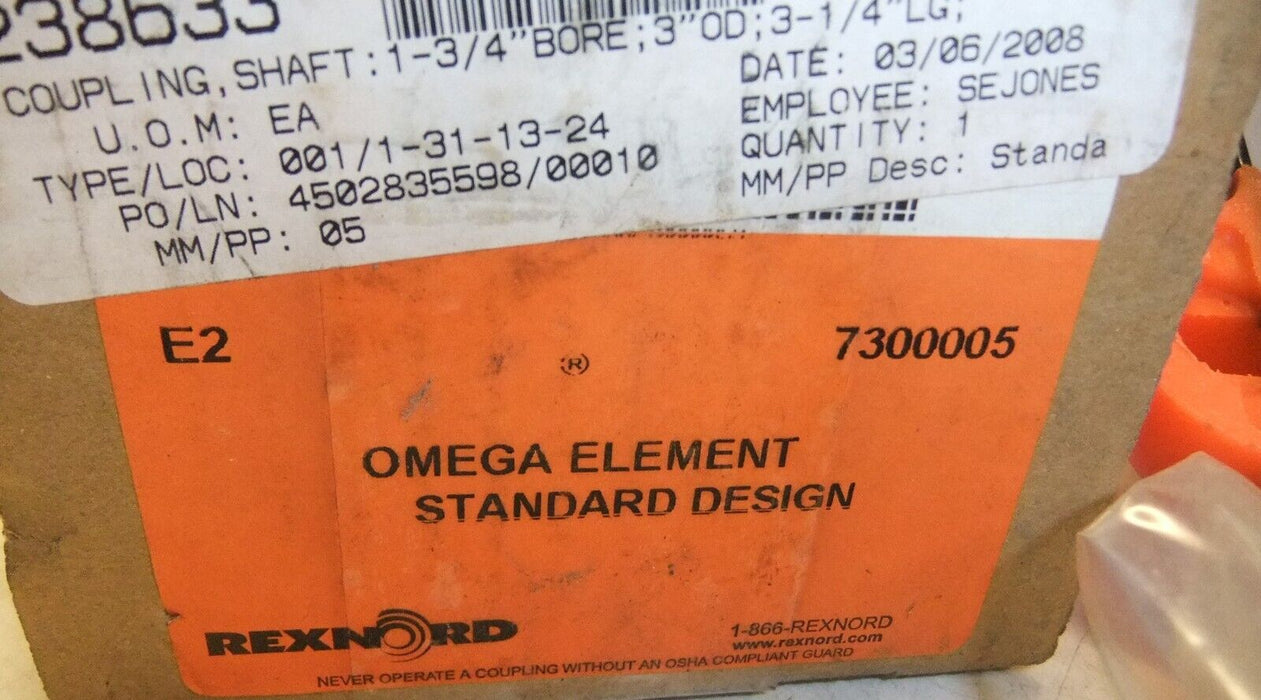 238633
COUPLING,SHAFT:1-3/4"BORE;3"OD;3-1/4"LG;
U.O.M: EA
DATE: 03/06/2008
TYPE/LOC: 001/1-31-13-24
EMPLOYEE: SEJONES
PO/LN: 4502835598/00010
QUANTITY: 1
MM/PP: 05
MM/PP Desc: Standa
E2
®
7300005
OMEGA ELEMENT
STANDARD DESIGN
REXNORD
1-866-REXNORD
www.rexnord.com
NEVER OPERATE A COUPLING WITHOUT AN OSHA COMPLIANT GUARD